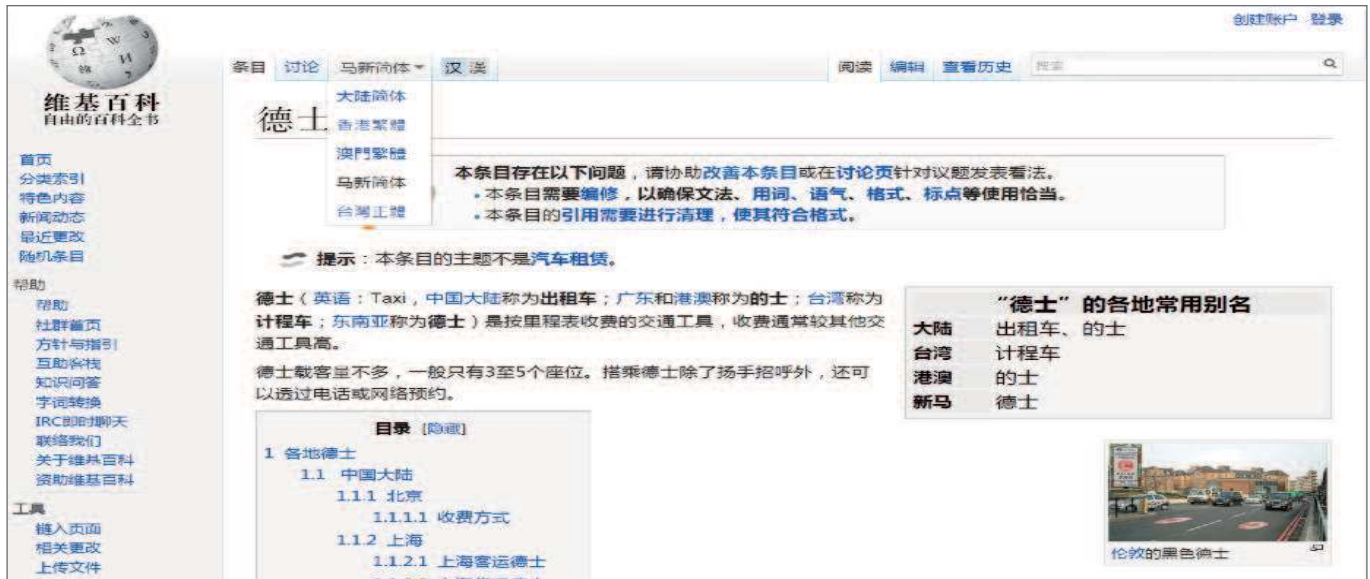 创建账户 登录
维基百科
自由的百科全书
条目 讨论 马新简体 汉 漢
阅读 编辑 查看历史 搜索
大陆简体
香港繁體
澳門繁體
马新简体
台灣正體
德士
首页
分类索引
特色内容
新闻动态
最近更改
随机条目
帮助
帮助
社群首页
方针与指引
互助客栈
知识问答
字词转换
IRC即时聊天
联络我们
关于维基百科
资助维基百科
工具
链入页面
相关更改
上传文件
本条目存在以下问题，请协助改善本条目或在讨论页针对议题发表看法。
·本条目需要编修，以确保文法、用词、语气、格式、标点等使用恰当。
·本条目的引用需要进行清理，使其符合格式。
提示：本条目的主题不是汽车租赁。
德士（英语：Taxi，中国大陆称为出租车；广东和港澳称为的士；台湾称为
计程车；东南亚称为德士）是按里程表收费的交通工具，收费通常较其他交
通工具高。
德士载客量不多，一般只有3至5个座位。搭乘德士除了扬手招呼外，还可
以透过电话或网络预约。
“德士”的各地常用别名
大陆 出租车、的士
台湾 计程车
港澳 的士
新马 德士
目录 [隐藏]
1 各地德士
1.1 中国大陆
1.1.1 北京
1.1.1.1 收费方式
1.1.2 上海
1.1.2.1 上海客运德士
伦敦的黑色德士